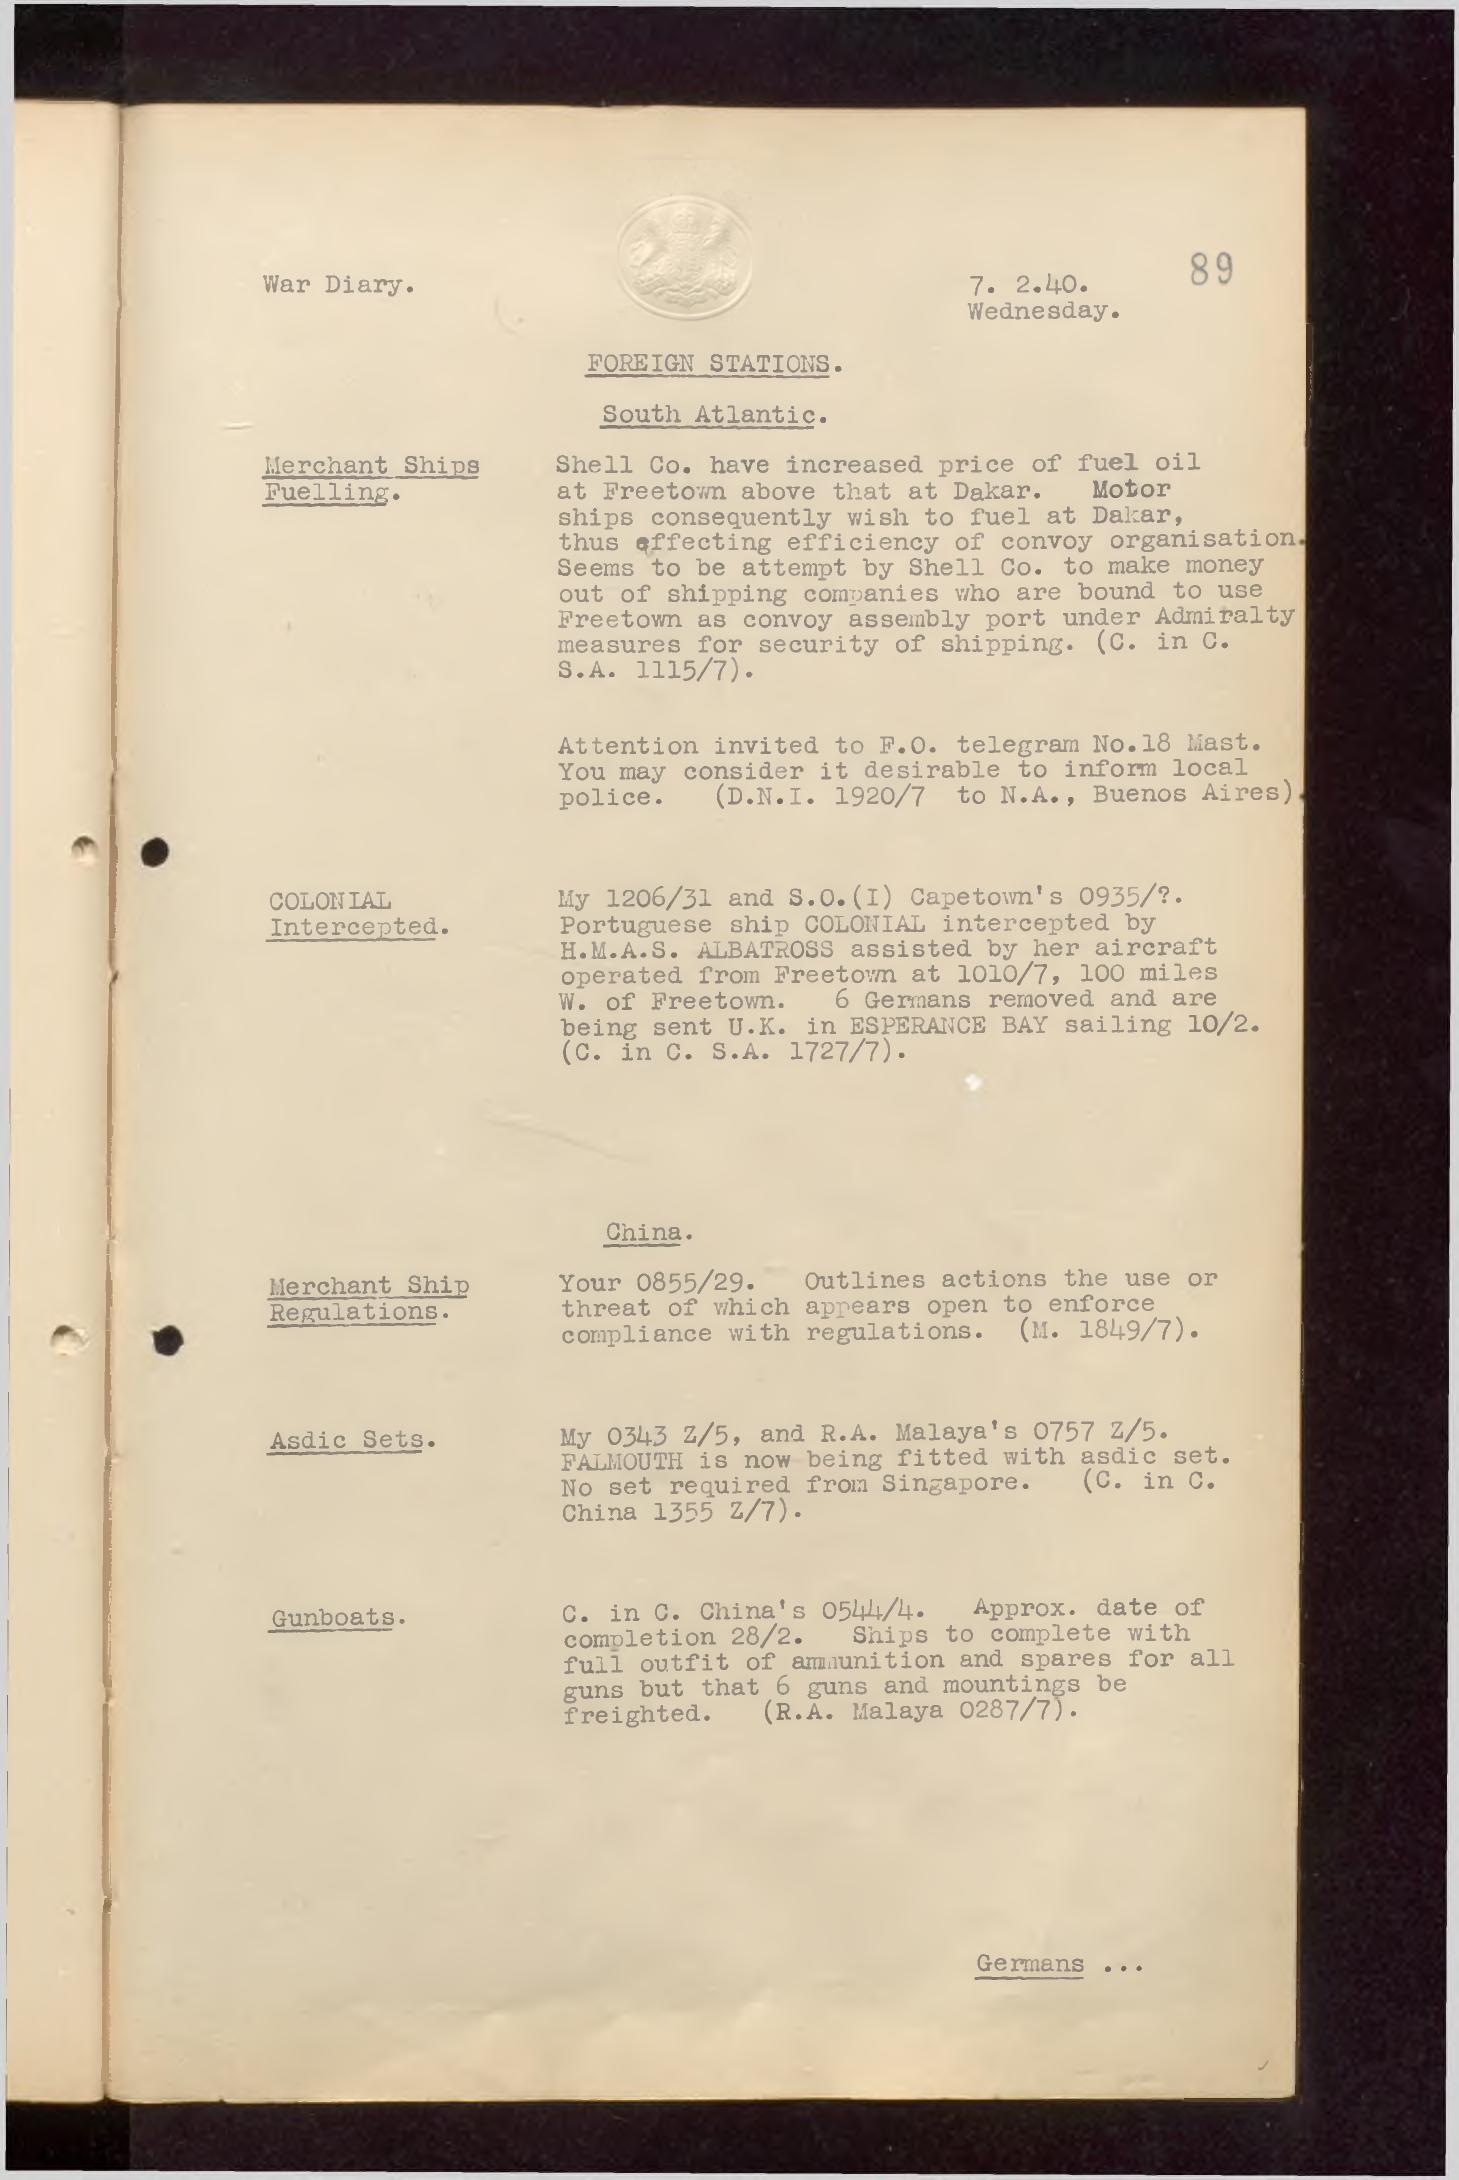 War Diary.
7. 2.40.
89
Wednesday.
FOREIGN STATIONS.
South Atlantic.
Merchant Ships
Fuelling.
Shell Co. have increased price of fuel oil
at Freetown above that at Dakar. Motor
ships consequently wish to fuel at Dakar,
thus effecting efficiency of convoy organisation.
Seems to be attempt by Shell Co. to make money
out of shipping companies who are bound to use
Freetown as convoy assembly port under Admiralty
measures for security of shipping. (C. in C.
S.A. 1115/7).
Attention invited to F.O. telegram No.18 Mast.
You may consider it desirable to inform local
police. (D.N.I. 1920/7 to N.A., Buenos Aires).
COLONIAL
Intercepted.
My 1206/31 and S.O.(I) Capetown's 0935/?.
Portuguese ship COLONIAL intercepted by
H.M.A.S. ALBATROSS assisted by her aircraft
operated from Freetown at 1010/7, 100 miles
W. of Freetown. 6 Germans removed and are
being sent U.K. in ESPERANCE BAY sailing 10/2.
(C. in C. S.A. 1727/7).
China.
Merchant Ship
Regulations.
Your 0855/29. Outlines actions the use or
threat of which appears open to enforce
compliance with regulations. (M. 1849/7).
Asdic Sets.
My 0343 Z/5, and R.A. Malaya's 0757 Z/5.
FALMOUTH is now being fitted with asdic set.
No set required from Singapore. (C. in C.
China 1355 Z/7).
Gunboats.
C. in C. China's 0544/4. Approx. date of
completion 28/2. Ships to complete with
full outfit of ammunition and spares for all
guns but that 6 guns and mountings be
freighted. (R.A. Malaya 0287/7).
Germans ...